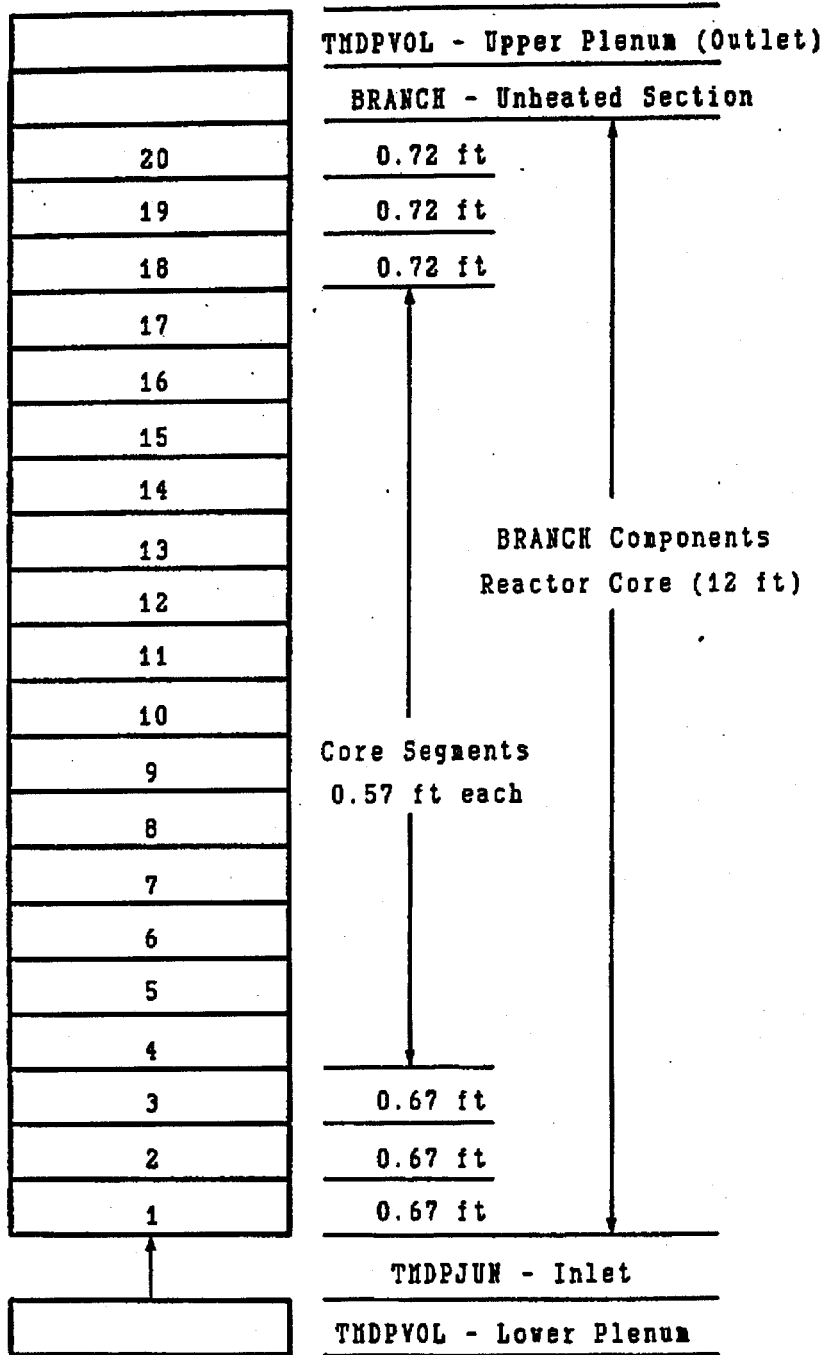 TMDPVOL - Upper Plenum (Outlet)
BRANCH - Unheated Section
20
0.72 ft
19
0.72 ft
18
0.72 ft
17
16
15
14
13
BRANCH Components
12
Reactor Core (12 ft)
11
10
Core Segments
9
0.57 ft each
8
7
6
5
4
3
0.67 ft
2
0.67 ft
1
0.67 ft
TMDPJUN - Inlet
TMDPVOL - Lower Plenum